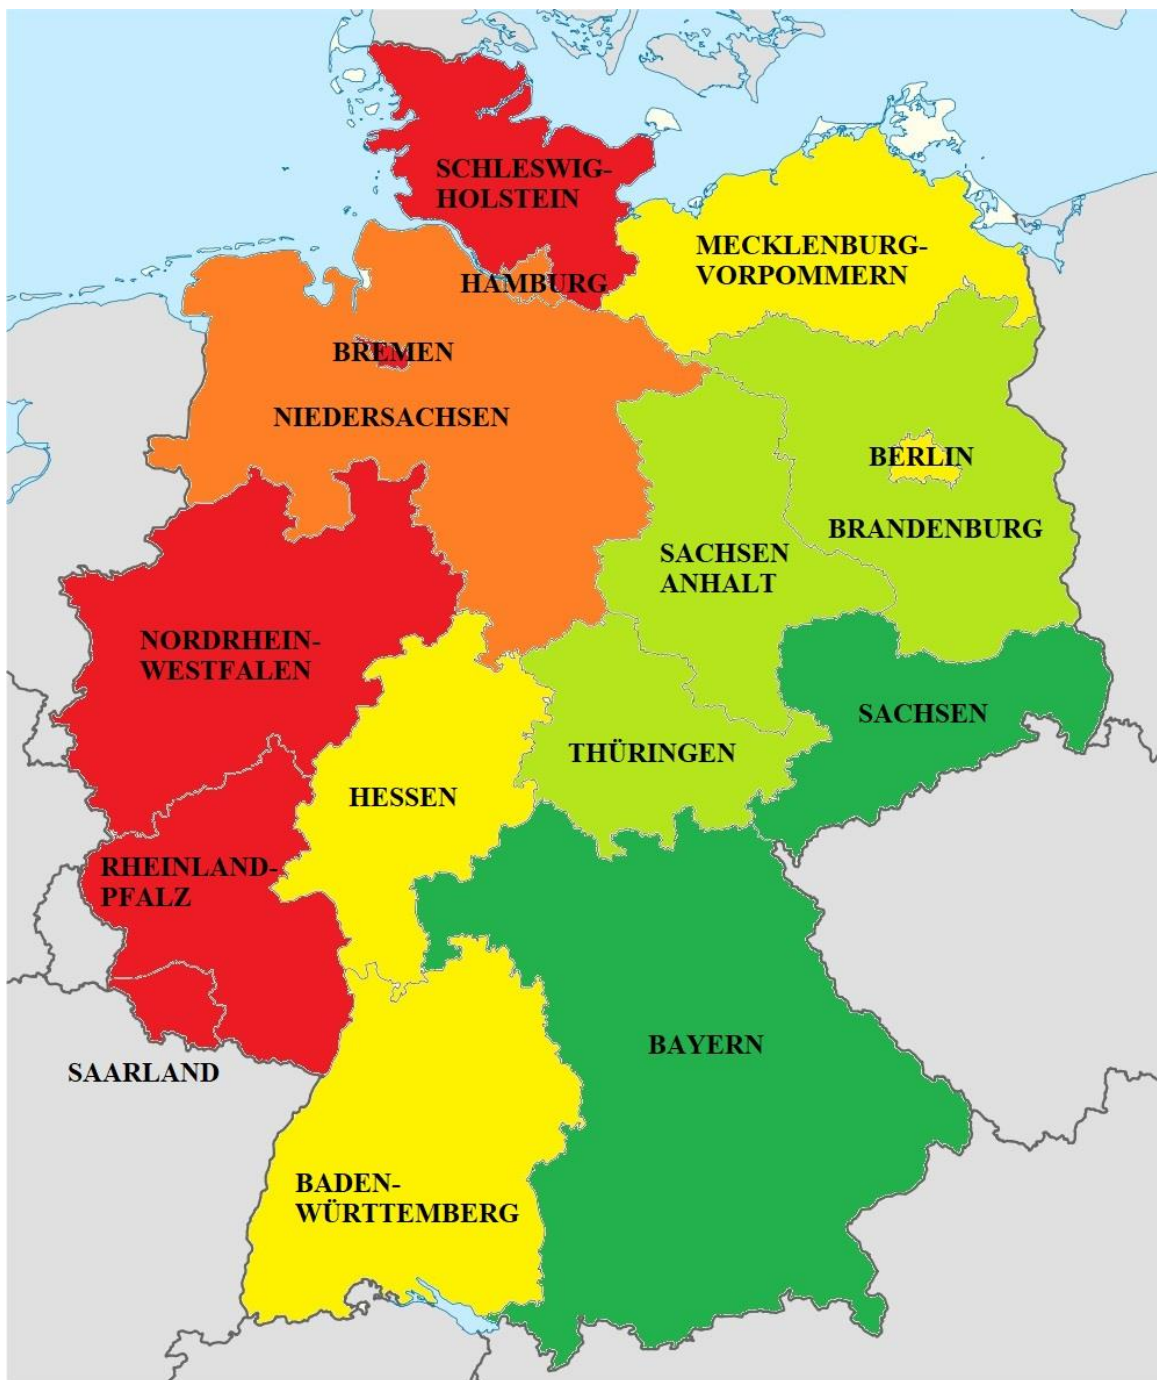 SCHLESWIG-
HOLSTEIN
MECKLENBURG-
VORPOMMERN
HAMBURG
BREMEN
NIEDERSACHSEN
BERLIN
BRANDENBURG
SACHSEN
ANHALT
NORDRHEIN-
WESTFALEN
SACHSEN
THÜRINGEN
HESSEN
RHEINLAND-
PFALZ
BAYERN
SAARLAND
BADEN-
WÜRTTEMBERG